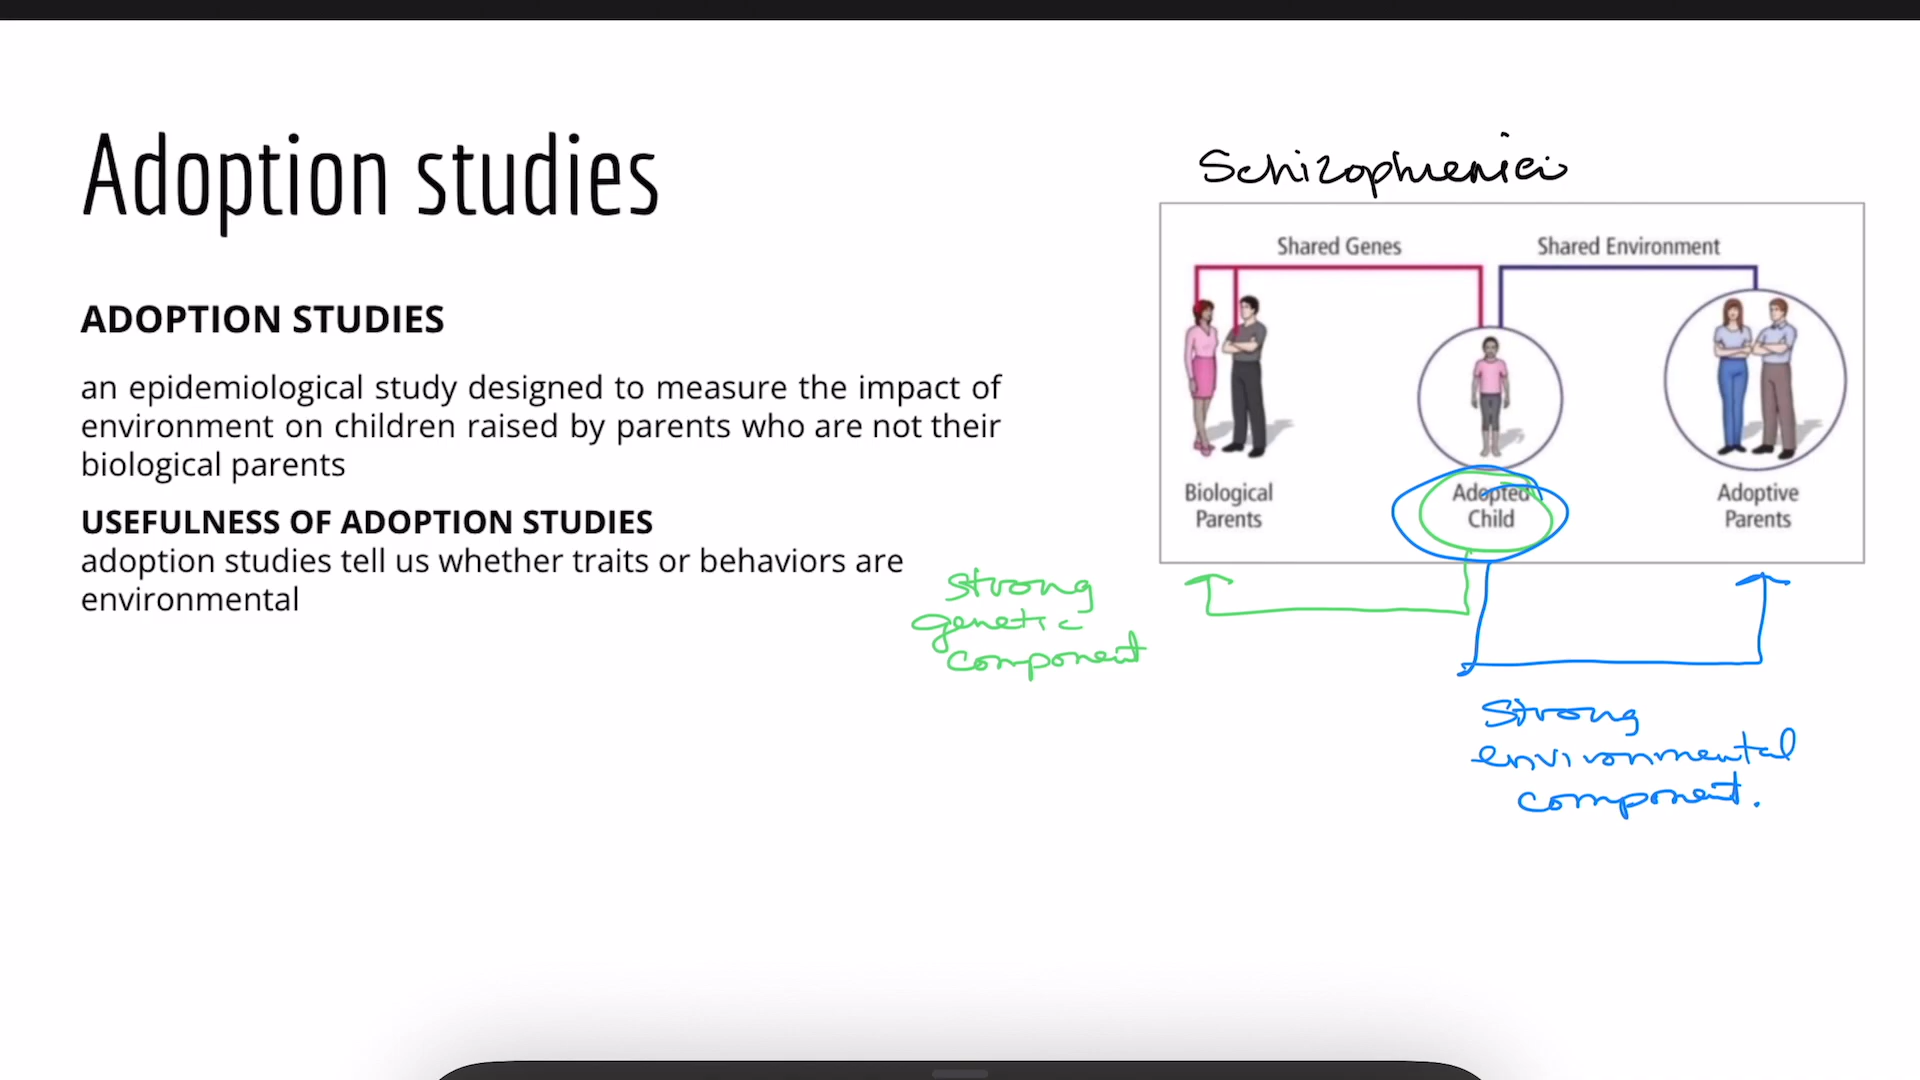 Adoption studies
ADOPTION STUDIES
an epidemiological study designed to measure the impact of
environment on children raised by parents who are not their
biological parents
USEFULNESS OF ADOPTION STUDIES
adoption studies tell us whether traits or behaviors are
environmental
Schizophrenia
Shared Genes
Shared Environment
Biological
Parents
Adopted
Child
Adoptive
Parents
strong
genetic
component
Strong
environmental
component.